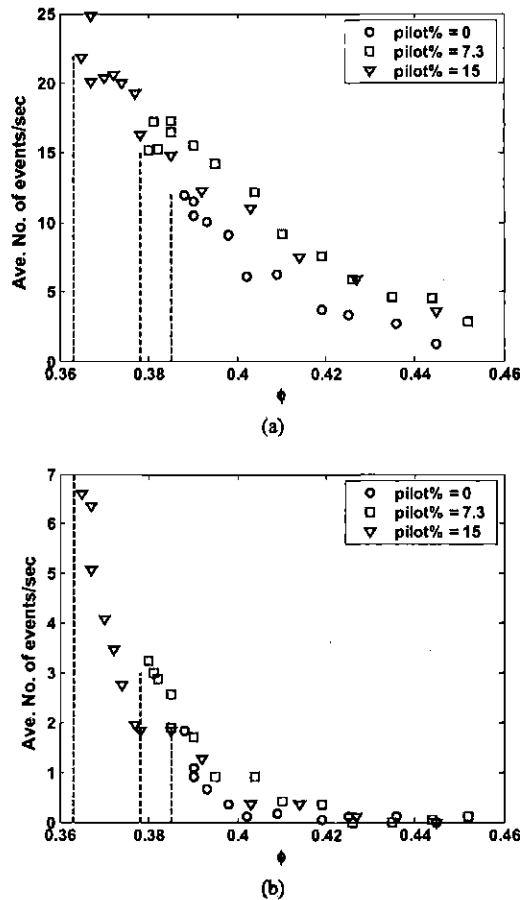 25
20
15
10
5
0
Ave. No. of events/sec
pilot% = 0
pilot% = 7.3
pilot% = 15
0.36 0.38 0.4 0.42 0.44 0.46
ϕ
(a)
7
6
5
4
3
2
1
0
Ave. No. of events/sec
pilot% = 0
pilot% = 7.3
pilot% = 15
0.36 0.38 0.4 0.42 0.44 0.46
ϕ
(b)